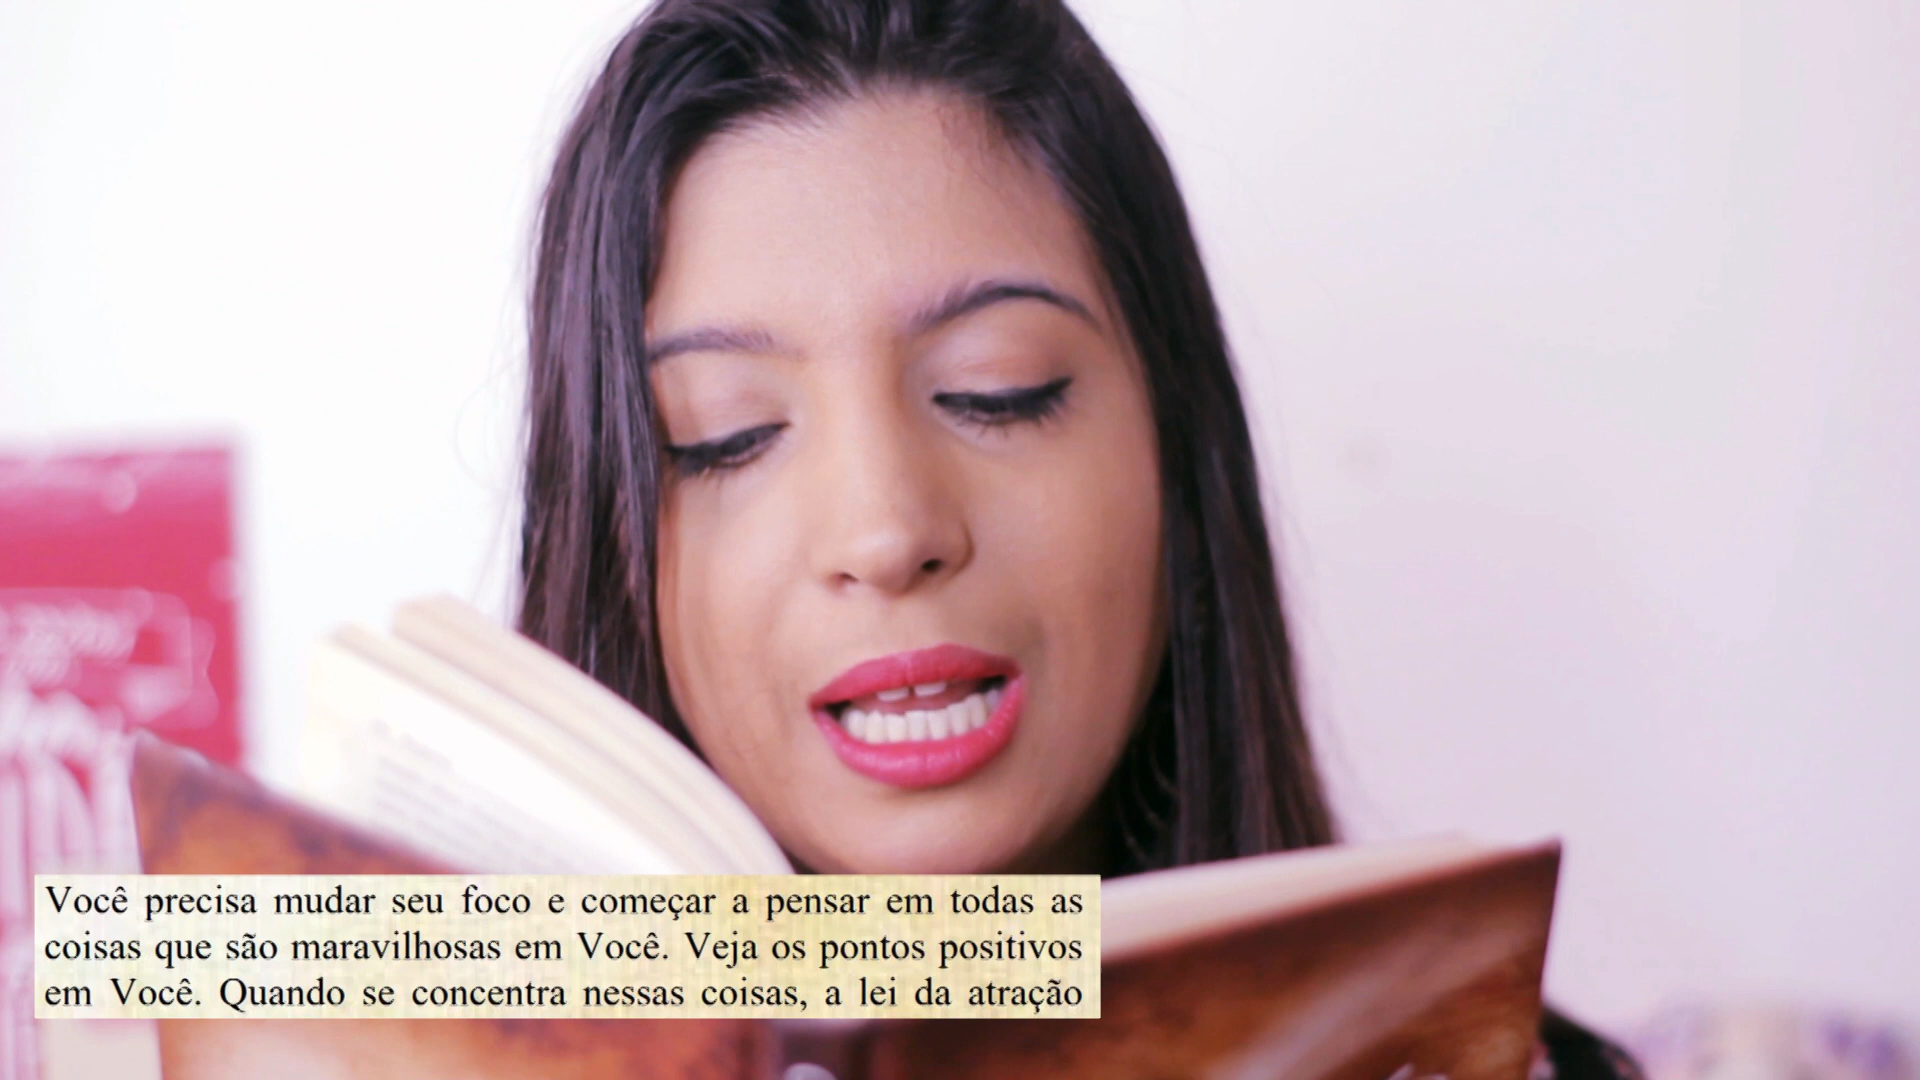 Você precisa mudar seu foco e começar a pensar em todas as
coisas que são maravilhosas em Você. Veja os pontos positivos
em Você. Quando se concentra nessas coisas, a lei da atração